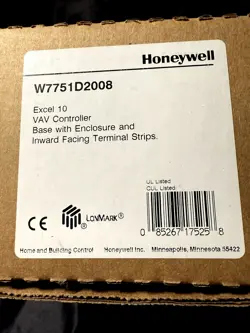 Honeywell
W7751D2008
Excel 10
VAV Controller
Base with Enclosure and
Inward Facing Terminal Strips.
UL Listed
CUL Listed
CE
LONMARK®
0 85267 17525 8
Home and Building Control
Honeywell Inc.
Minneapolis, Minnesota 55422